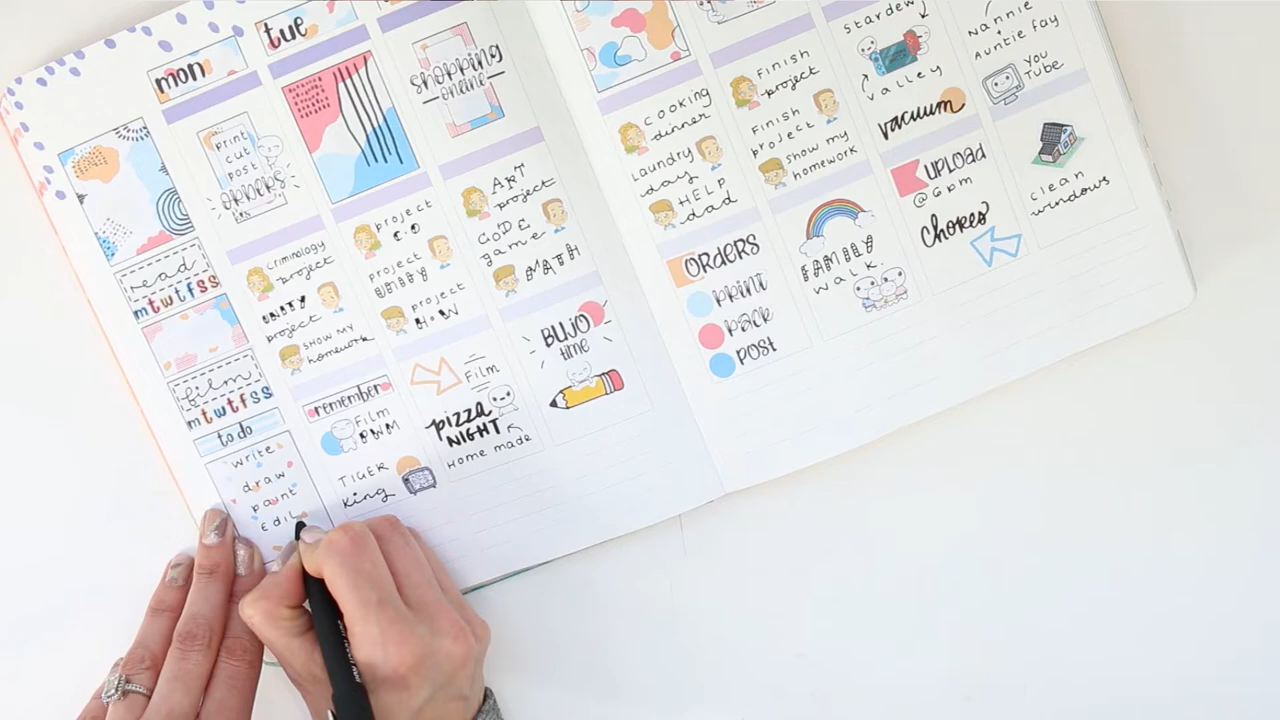 mon
tue
print
cut
post
ORDERS
shopping
online
read
mtwtfss
film
mtwtfss
to do
write
draw
paint
Edit
criminology
project
UNITY
project
SHOW MY
homework
remember
Film
PWM
TIGER
King
project
C.O
project
UNITY
project
H.W
Film
pizza
NIGHT
Home made
ART
project
CODE
game
MATH
BUJO
time
cooking
dinner
laundry
day
HELP
dad
ORDERS
PRINT
PACK
POST
Finish
project
Finish
project
show my
homework
FAMILY
walk
stardew
valley
vacuum
UPLOAD
@ 6pm
chores
Nannie
+
Auntie fay
YOU
TUBE
clean
windows